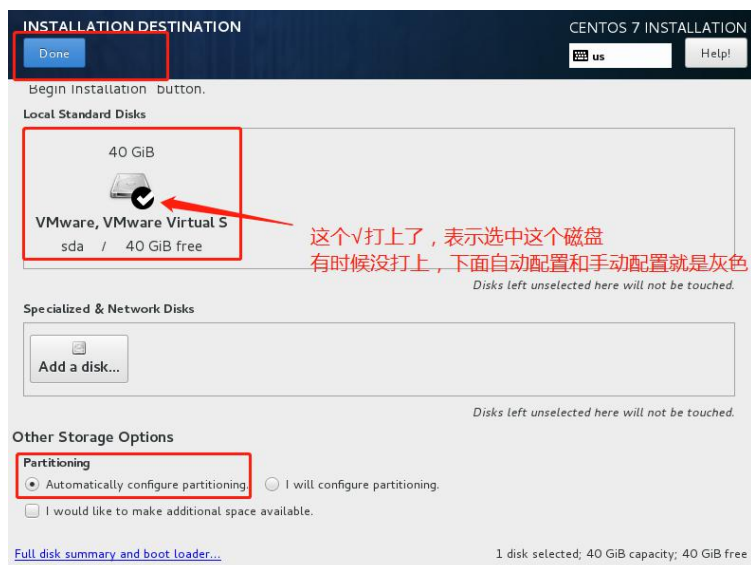 INSTALLATION DESTINATION
CENTOS 7 INSTALLATION
Done
us
Help!
Begin Installation button.
Local Standard Disks
40 GiB
VMware, VMware Virtual S
sda / 40 GiB free
这个√打上了，表示选中这个磁盘
有时候没打上，下面自动配置和手动配置就是灰色
Disks left unselected here will not be touched.
Specialized & Network Disks
Add a disk...
Disks left unselected here will not be touched.
Other Storage Options
Partitioning
Automatically configure partitioning.
I will configure partitioning.
I would like to make additional space available.
Full disk summary and boot loader...
1 disk selected; 40 GiB capacity; 40 GiB free